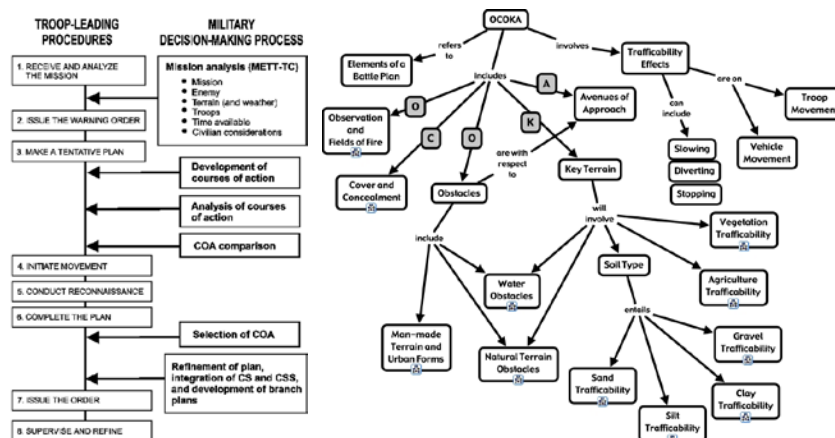 TROOP-LEADING
PROCEDURES
MILITARY
DECISION-MAKING PROCESS
1. RECEIVE AND ANALYZE
THE MISSION
Mission analysis (METT-TC)
• Mission
• Enemy
• Terrain (and weather)
• Troops
• Time available
• Civilian considerations
2. ISSUE THE WARNING ORDER
3. MAKE A TENTATIVE PLAN
Development of
courses of action
Analysis of courses
of action
COA comparison
4. INITIATE MOVEMENT
5. CONDUCT RECONNAISSANCE
6. COMPLETE THE PLAN
Selection of COA
Refinement of plan,
integration of CS and CSS,
and development of branch
plans
7. ISSUE THE ORDER
8. SUPERVISE AND REFINE
OCOKA
refers
to
involves
Elements of a
Battle Plan
Trafficability
Effects
includes
are on
A
Troop
Movement
can
include
O
Avenues of
Approach
Observation
and
Fields of Fire
C
O
K
Vehicle
Movement
Slowing
Diverting
Stopping
are with
respect
to
Cover and
Concealment
Obstacles
Key Terrain
will
involve
Vegetation
Trafficability
include
Soil Type
Water
Obstacles
Agriculture
Trafficability
entails
Man-made
Terrain and
Urban Forms
Natural Terrain
Obstacles
Gravel
Trafficability
Sand
Trafficability
Clay
Trafficability
Silt
Trafficability